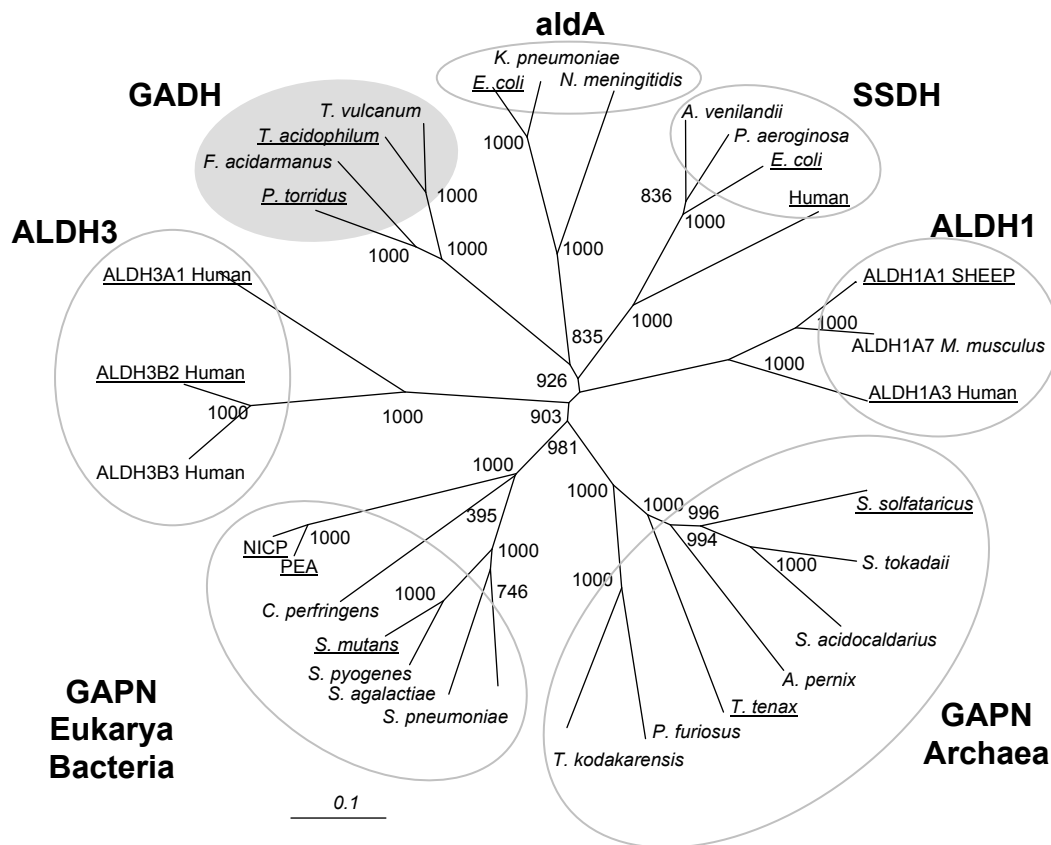 aldA
K. pneumoniae
E. coli
N. meningitidis
1000
1000
835
GADH
T. vulcanum
T. acidophilum
F. acidarmanus
P. torridus
1000
1000
1000
SSDH
A. venilandii
P. aeroginosa
E. coli
Human
836
1000
1000
ALDH3
ALDH3A1 Human
ALDH3B2 Human
1000
1000
ALDH3B3 Human
ALDH1
ALDH1A1 SHEEP
1000
ALDH1A7 M. musculus
1000
ALDH1A3 Human
926
903
981
1000
395
1000
NICP
PEA
1000
1000
746
C. perfringens
S. mutans
S. pyogenes
S. agalactiae
S. pneumoniae
GAPN
Eukarya
Bacteria
1000
1000
996
994
S. solfataricus
1000
S. tokadaii
1000
S. acidocaldarius
A. pernix
T. tenax
P. furiosus
T. kodakarensis
GAPN
Archaea
0.1